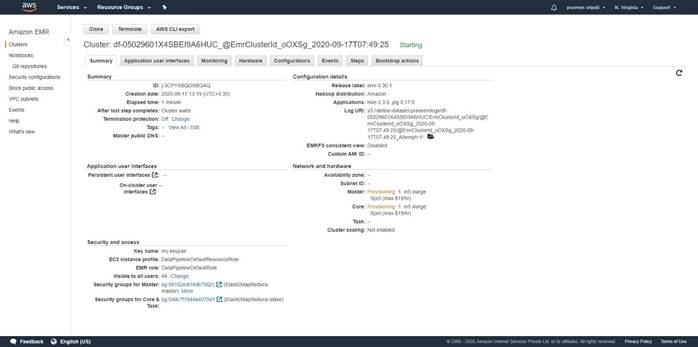 aws Services Resource Groups praveen sripati N. Virginia Support
Amazon EMR
Clusters
Notebooks
Git repositories
Security configurations
Block public access
VPC subnets
Events
Help
What's new
Clone Terminate AWS CLI export
Cluster: df-05029601X4SBEI9A6HUC_@EmrClusterId_oOXSg_2020-09-17T07:49:25 Starting
Summary Application user interfaces Monitoring Hardware Configurations Events Steps Bootstrap actions
Summary
ID: j-3CPYXBQOSBGAQ
Creation date: 2020-09-17 13:19 (UTC+5:30)
Elapsed time: 1 minute
After last step completes: Cluster waits
Termination protection: Off Change
Tags: -- View All / Edit
Master public DNS: --
Configuration details
Release label: emr-5.30.1
Hadoop distribution: Amazon
Applications: hive 2.3.6, pig 0.17.0
Log URI: s3://airline-dataset-praveen/logs/df-
05029601X4SBEI9A6HUC/EmrClusterId_oOXSg/@E
mrClusterId_oOXSg_2020-09-
17T07:49:25/@EmrClusterId_oOXSg_2020-09-
17T07:49:25_Attempt=1/
EMRFS consistent view: Disabled
Custom AMI ID: --
Application user interfaces
Persistent user interfaces : --
On-cluster user --
interfaces :
Network and hardware
Availability zone: --
Subnet ID: --
Master: Provisioning 1 m5.xlarge
Spot (max $19/hr)
Core: Provisioning 1 m5.xlarge
Spot (max $19/hr)
Task: --
Cluster scaling: Not enabled
Security and access
Key name: my-keypair
EC2 instance profile: DataPipelineDefaultResourceRole
EMR role: DataPipelineDefaultRole
Visible to all users: All Change
Security groups for Master: (ElasticMapReduce-
master) More
Security groups for Core & (ElasticMapReduce-slave)
Task:
Feedback English (US) © 2008 - 2020, Amazon Internet Services Private Ltd. or its affiliates. All rights reserved. Privacy Policy Terms of Use